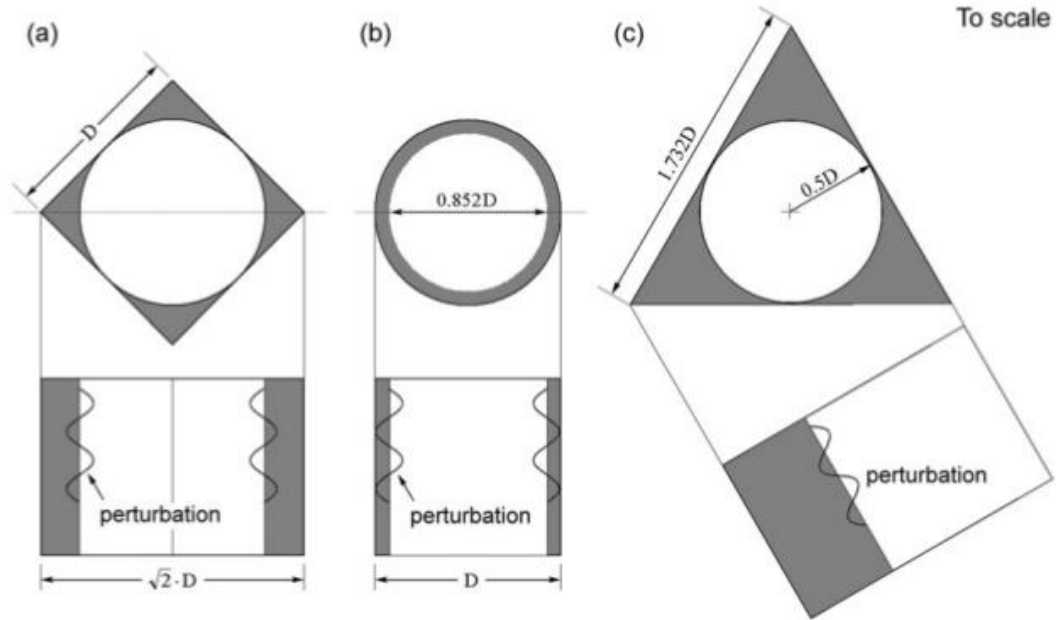 (a)
(b)
(c)
To scale
D
0.852D
1.732D
0.5D
perturbation
perturbation
perturbation
√2·D
D